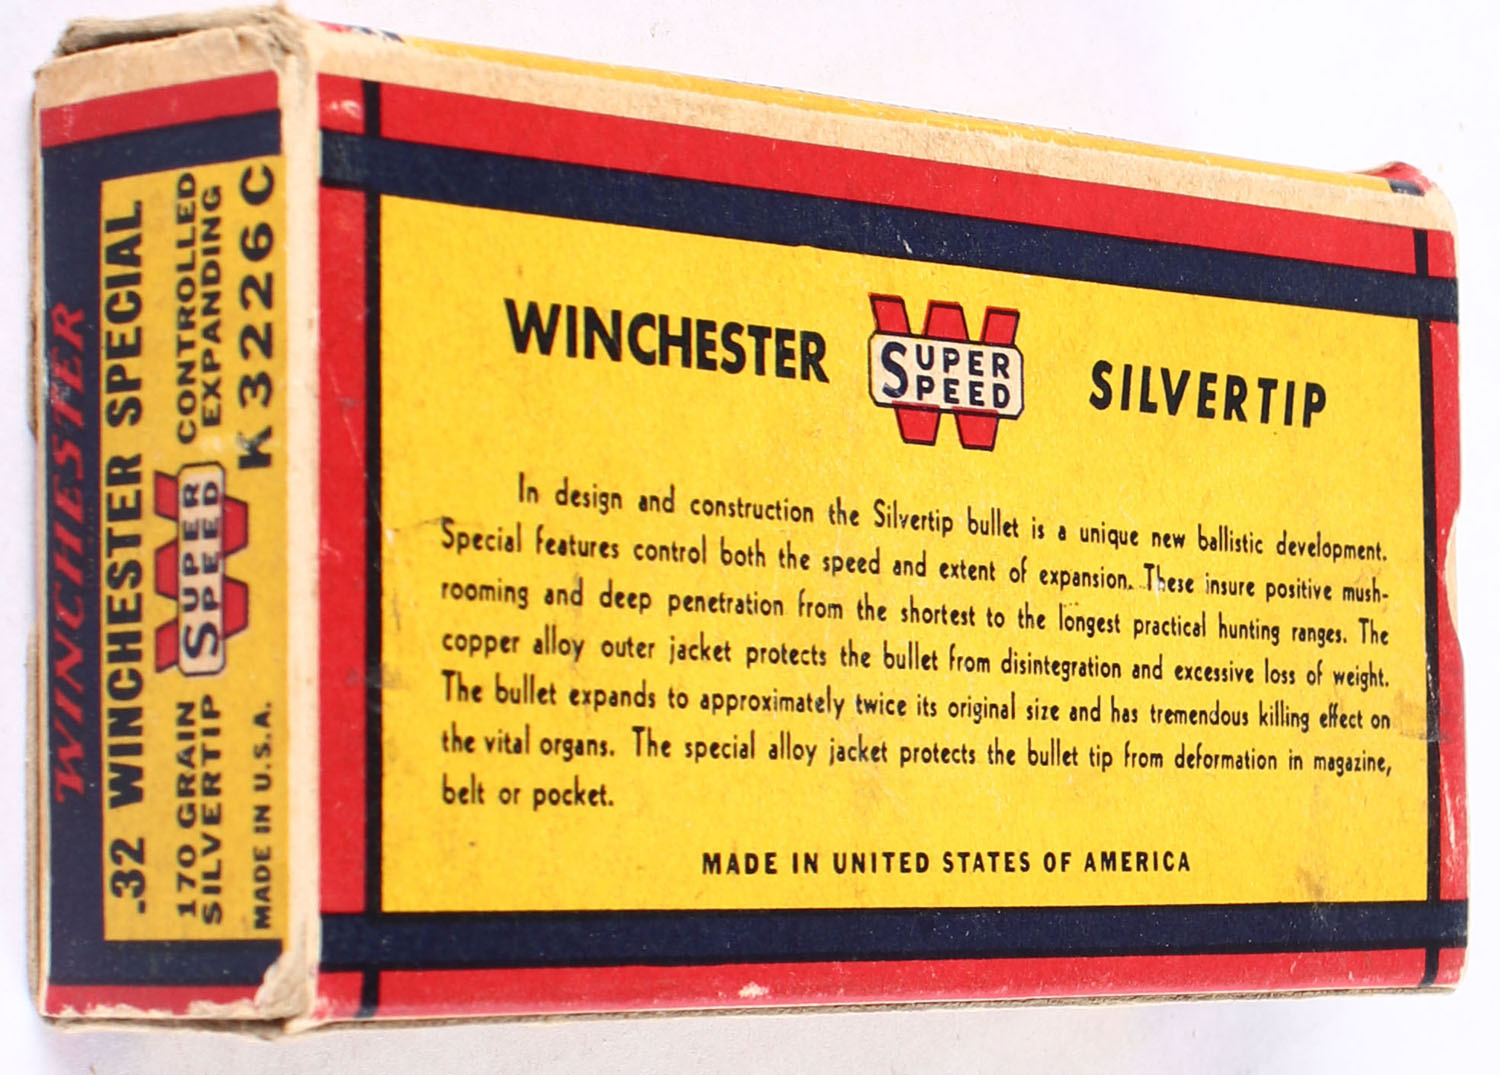 WINCHESTER
.32 WINCHESTER SPECIAL
170 GRAIN
SILVERTIP
SUPER
SPEED
CONTROLLED
EXPANDING
MADE IN U.S.A.
K 3226 C
WINCHESTER
SUPER
SPEED
SILVERTIP
In design and construction the Silvertip bullet is a unique new ballistic development.
Special features control both the speed and extent of expansion. These insure positive mush-
rooming and deep penetration from the shortest to the longest practical hunting ranges. The
copper alloy outer jacket protects the bullet from disintegration and excessive loss of weight.
The bullet expands to approximately twice its original size and has tremendous killing effect on
the vital organs. The special alloy jacket protects the bullet tip from deformation in magazine,
belt or pocket.
MADE IN UNITED STATES OF AMERICA